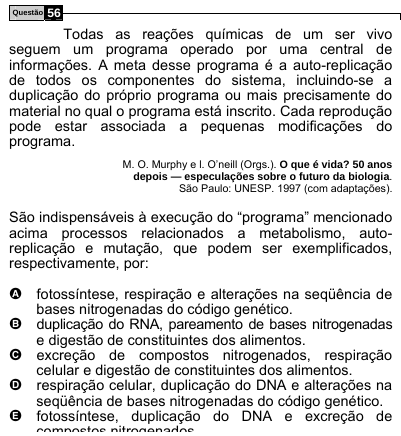 Questão 56
Todas as reações químicas de um ser vivo
seguem um programa operado por uma central de
informações. A meta desse programa é a auto-replicação
de todos os componentes do sistema, incluindo-se a
duplicação do próprio programa ou mais precisamente do
material no qual o programa está inscrito. Cada reprodução
pode estar associada a pequenas modificações do
programa.
M. O. Murphy e l. O'neill (Orgs.). O que é vida? 50 anos
depois — especulações sobre o futuro da biologia.
São Paulo: UNESP. 1997 (com adaptações).
São indispensáveis à execução do “programa” mencionado
acima processos relacionados a metabolismo, auto-
replicação e mutação, que podem ser exemplificados,
respectivamente, por:
A fotossíntese, respiração e alterações na seqüência de
bases nitrogenadas do código genético.
B duplicação do RNA, pareamento de bases nitrogenadas
e digestão de constituintes dos alimentos.
C excreção de compostos nitrogenados, respiração
celular e digestão de constituintes dos alimentos.
D respiração celular, duplicação do DNA e alterações na
seqüência de bases nitrogenadas do código genético.
E fotossíntese, duplicação do DNA e excreção de
compostos nitrogenados.